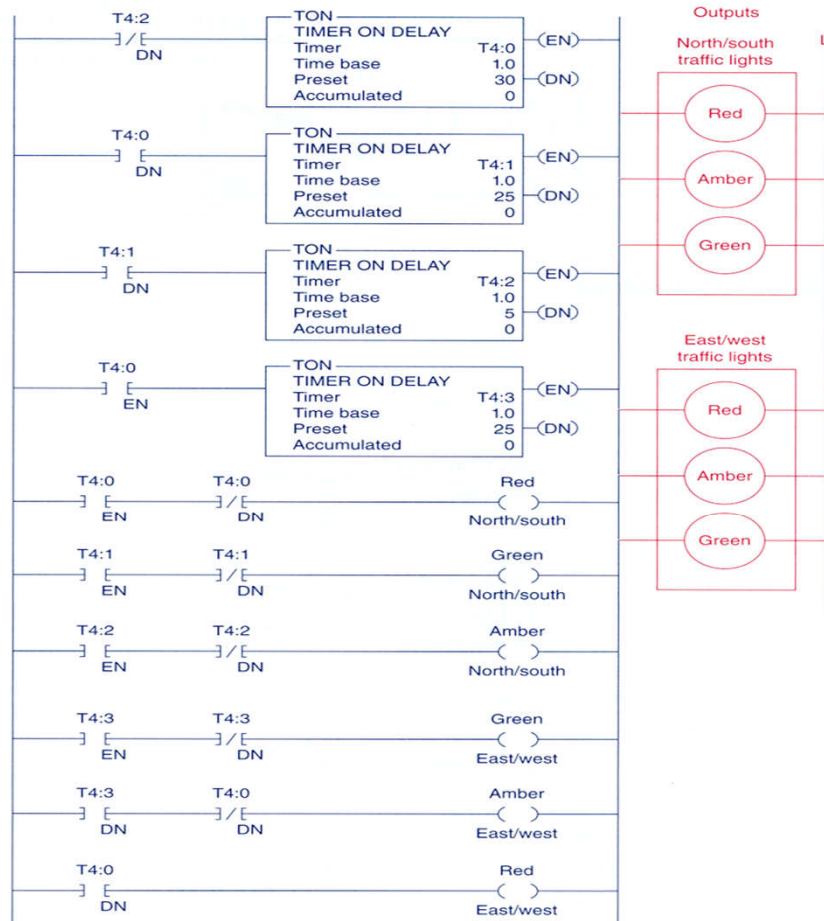 T4:2
DN
TON
TIMER ON DELAY
Timer T4:0
Time base 1.0
Preset 30
Accumulated 0
(EN)
(DN)
T4:0
DN
TON
TIMER ON DELAY
Timer T4:1
Time base 1.0
Preset 25
Accumulated 0
(EN)
(DN)
T4:1
DN
TON
TIMER ON DELAY
Timer T4:2
Time base 1.0
Preset 5
Accumulated 0
(EN)
(DN)
T4:0
EN
TON
TIMER ON DELAY
Timer T4:3
Time base 1.0
Preset 25
Accumulated 0
(EN)
(DN)
T4:0 T4:0 Red
EN DN North/south
T4:1 T4:1 Green
EN DN North/south
T4:2 T4:2 Amber
EN DN North/south
T4:3 T4:3 Green
EN DN East/west
T4:3 T4:0 Amber
DN DN East/west
T4:0 Red
DN East/west
Outputs
North/south
traffic lights
Red
Amber
Green
East/west
traffic lights
Red
Amber
Green